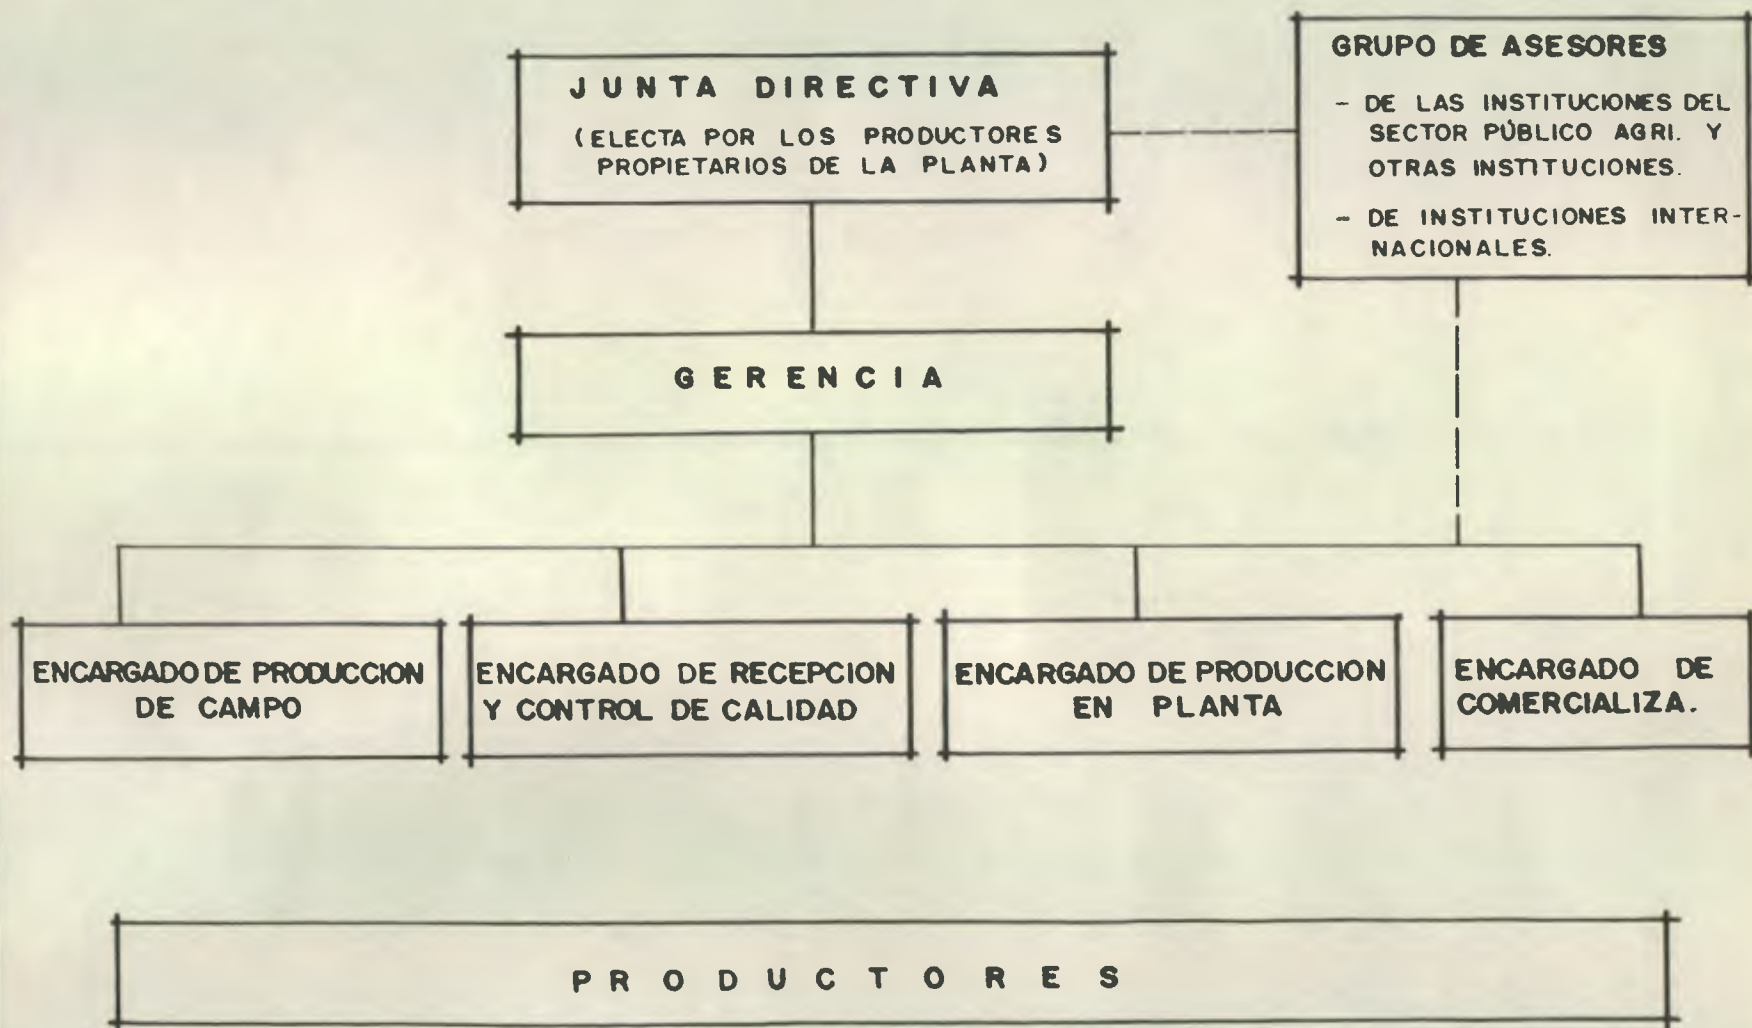 JUNTA DIRECTIVA
(ELECTA POR LOS PRODUCTORES
PROPIETARIOS DE LA PLANTA)
GRUPO DE ASESORES
- DE LAS INSTITUCIONES DEL
SECTOR PÚBLICO AGRI. Y
OTRAS INSTITUCIONES.
- DE INSTITUCIONES INTER-
NACIONALES.
GERENCIA
ENCARGADO DE PRODUCCION
DE CAMPO
ENCARGADO DE RECEPCION
Y CONTROL DE CALIDAD
ENCARGADO DE PRODUCCION
EN PLANTA
ENCARGADO DE
COMERCIALIZA.
PRODUCTORES